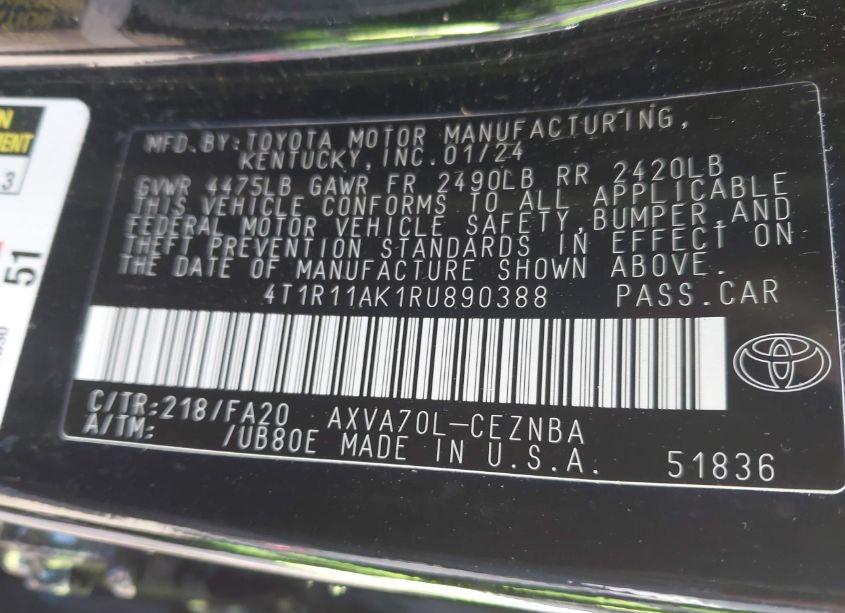 MFD.BY:TOYOTA MOTOR MANUFACTURING,
KENTUCKY,INC.01/24
GVWR 4475LB GAWR FR 2490LB RR 2420LB
THIS VEHICLE CONFORMS TO ALL APPLICABLE
FEDERAL MOTOR VEHICLE SAFETY,BUMPER,AND
THEFT PREVENTION STANDARDS IN EFFECT ON
THE DATE OF MANUFACTURE SHOWN ABOVE.
4T1R11AK1RU890388 PASS.CAR
C/TR:218/FA20 AXVA70L-CEZNBA
A/TM: /UB80E MADE IN U.S.A. 51836
3
51